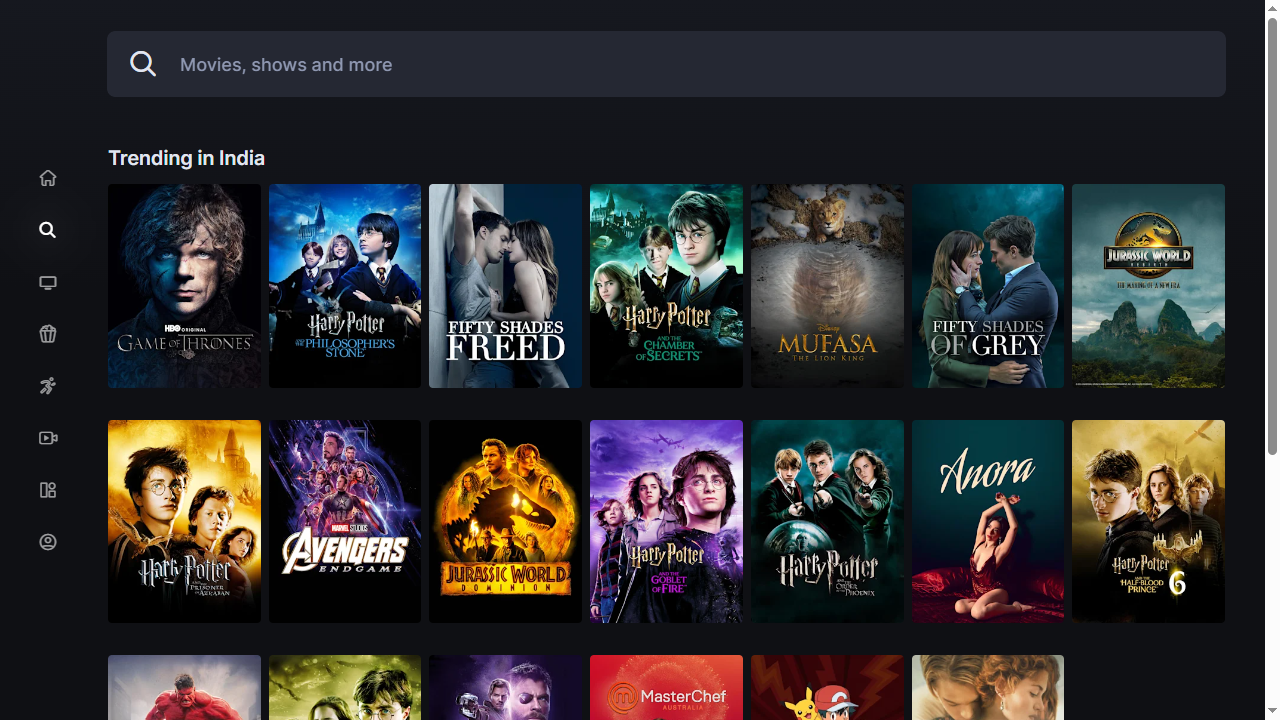 Movies, shows and more
Trending in India
HBO ORIGINAL
GAME OF THRONES
Harry Potter
AND THE
PHILOSOPHER'S
STONE
FIFTY SHADES
FREED
Harry Potter
AND THE
CHAMBER
OF SECRETS
Disney
MUFASA
THE LION KING
FIFTY SHADES
OF GREY
JURASSIC WORLD
REBIRTH
THE MAKING OF A NEW ERA
Harry Potter
AND THE
PRISONER
OF AZKABAN
MARVEL STUDIOS
AVENGERS
ENDGAME
JURASSIC WORLD
DOMINION
Harry Potter
AND THE
GOBLET
OF FIRE
Harry Potter
AND THE
ORDER
OF THE
PHOENIX
Anora
Harry Potter
AND THE
HALF-BLOOD
PRINCE
6
MasterChef
AUSTRALIA